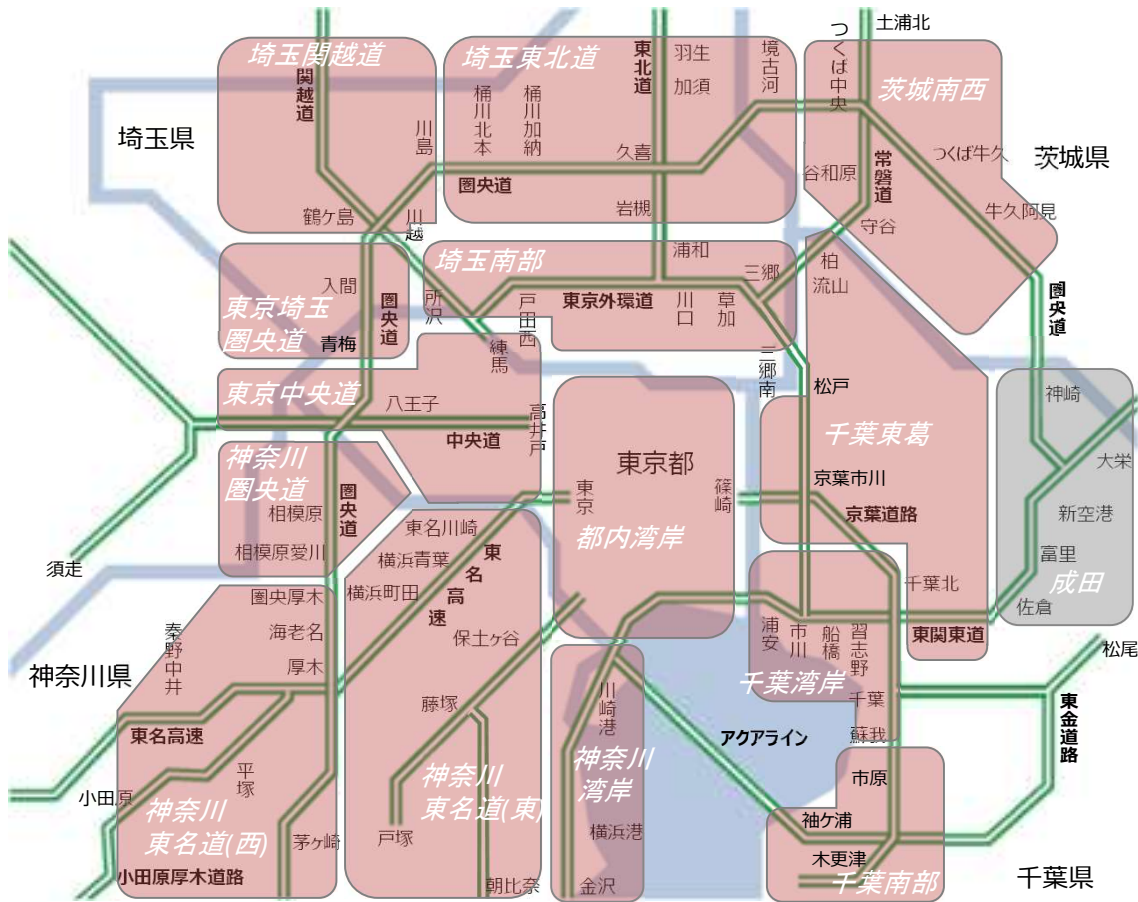 土浦北
つくば中央
埼玉関越道
埼玉東北道
東北道
羽生
加須
境古河
茨城南西
関越道
桶川北本
桶川加納
川島
埼玉県
久喜
つくば牛久
茨城県
圏央道
谷和原
常磐道
鶴ケ島
川越
岩槻
守谷
牛久阿見
埼玉南部
浦和
三郷
柏
流山
入間
東京埼玉
圏央道
圏央道
所沢
戸田西
東京外環道
川口
草加
圏央道
青梅
練馬
三郷南
松戸
神崎
東京中央道
八王子
高井戸
中央道
千葉東葛
大栄
神奈川
圏央道
東京都
東京
篠崎
京葉市川
京葉道路
新空港
相模原
圏央道
東名川崎
都内湾岸
相模原愛川
横浜青葉
東名高速
富里
成田
須走
横浜町田
千葉北
圏央厚木
佐倉
秦野中井
海老名
保土ヶ谷
浦安
市川
船橋
習志野
東関東道
松尾
神奈川県
厚木
川崎港
千葉湾岸
千葉
藤塚
東名高速
アクアライン
蘇我
東金道路
平塚
神奈川
東名道(東)
神奈川
湾岸
市原
小田原
神奈川
東名道(西)
袖ケ浦
茅ヶ崎
戸塚
横浜港
木更津
小田原厚木道路
朝比奈
金沢
千葉南部
千葉県